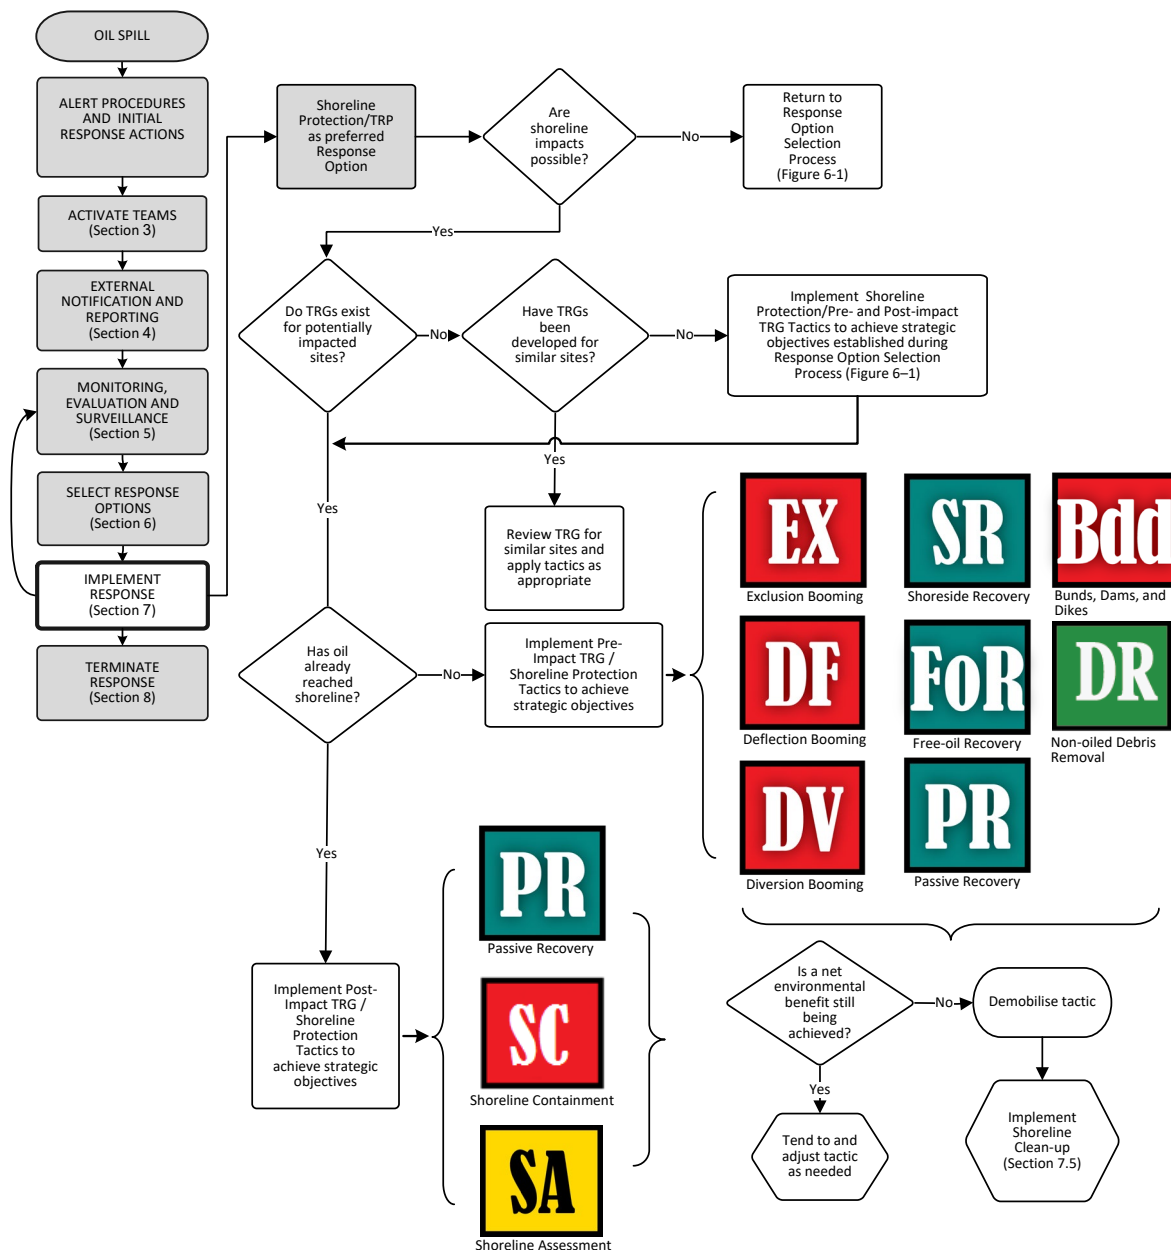 OIL SPILL
ALERT PROCEDURES
AND INITIAL
RESPONSE ACTIONS
ACTIVATE TEAMS
(Section 3)
EXTERNAL
NOTIFICATION AND
REPORTING
(Section 4)
MONITORING,
EVALUATION AND
SURVEILLANCE
(Section 5)
SELECT RESPONSE
OPTIONS
(Section 6)
IMPLEMENT
RESPONSE
(Section 7)
TERMINATE
RESPONSE
(Section 8)
Shoreline
Protection/TRP
as preferred
Response
Option
Are
shoreline
impacts
possible?
No
Return to
Response
Option
Selection
Process
(Figure 6-1)
Yes
Do TRGs exist
for potentially
impacted
sites?
No
Have TRGs
been
developed for
similar sites?
No
Implement Shoreline
Protection/Pre- and Post-impact
TRG Tactics to achieve strategic
objectives established during
Response Option Selection
Process (Figure 6–1)
Yes
Yes
Review TRG for
similar sites and
apply tactics as
appropriate
Has oil
already
reached
shoreline?
No
Implement Pre-
Impact TRG /
Shoreline Protection
Tactics to achieve
strategic objectives
EX
Exclusion Booming
SR
Shoreside Recovery
Bdd
Bunds, Dams, and
Dikes
DF
Deflection Booming
FoR
Free-oil Recovery
DR
Non-oiled Debris
Removal
DV
Diversion Booming
PR
Passive Recovery
Yes
Implement Post-
Impact TRG /
Shoreline
Protection
Tactics to
achieve strategic
objectives
PR
Passive Recovery
SC
Shoreline Containment
SA
Shoreline Assessment
Is a net
environmental
benefit still
being
achieved?
No
Demobilise tactic
Yes
Tend to and
adjust tactic
as needed
Implement
Shoreline
Clean-up
(Section 7.5)